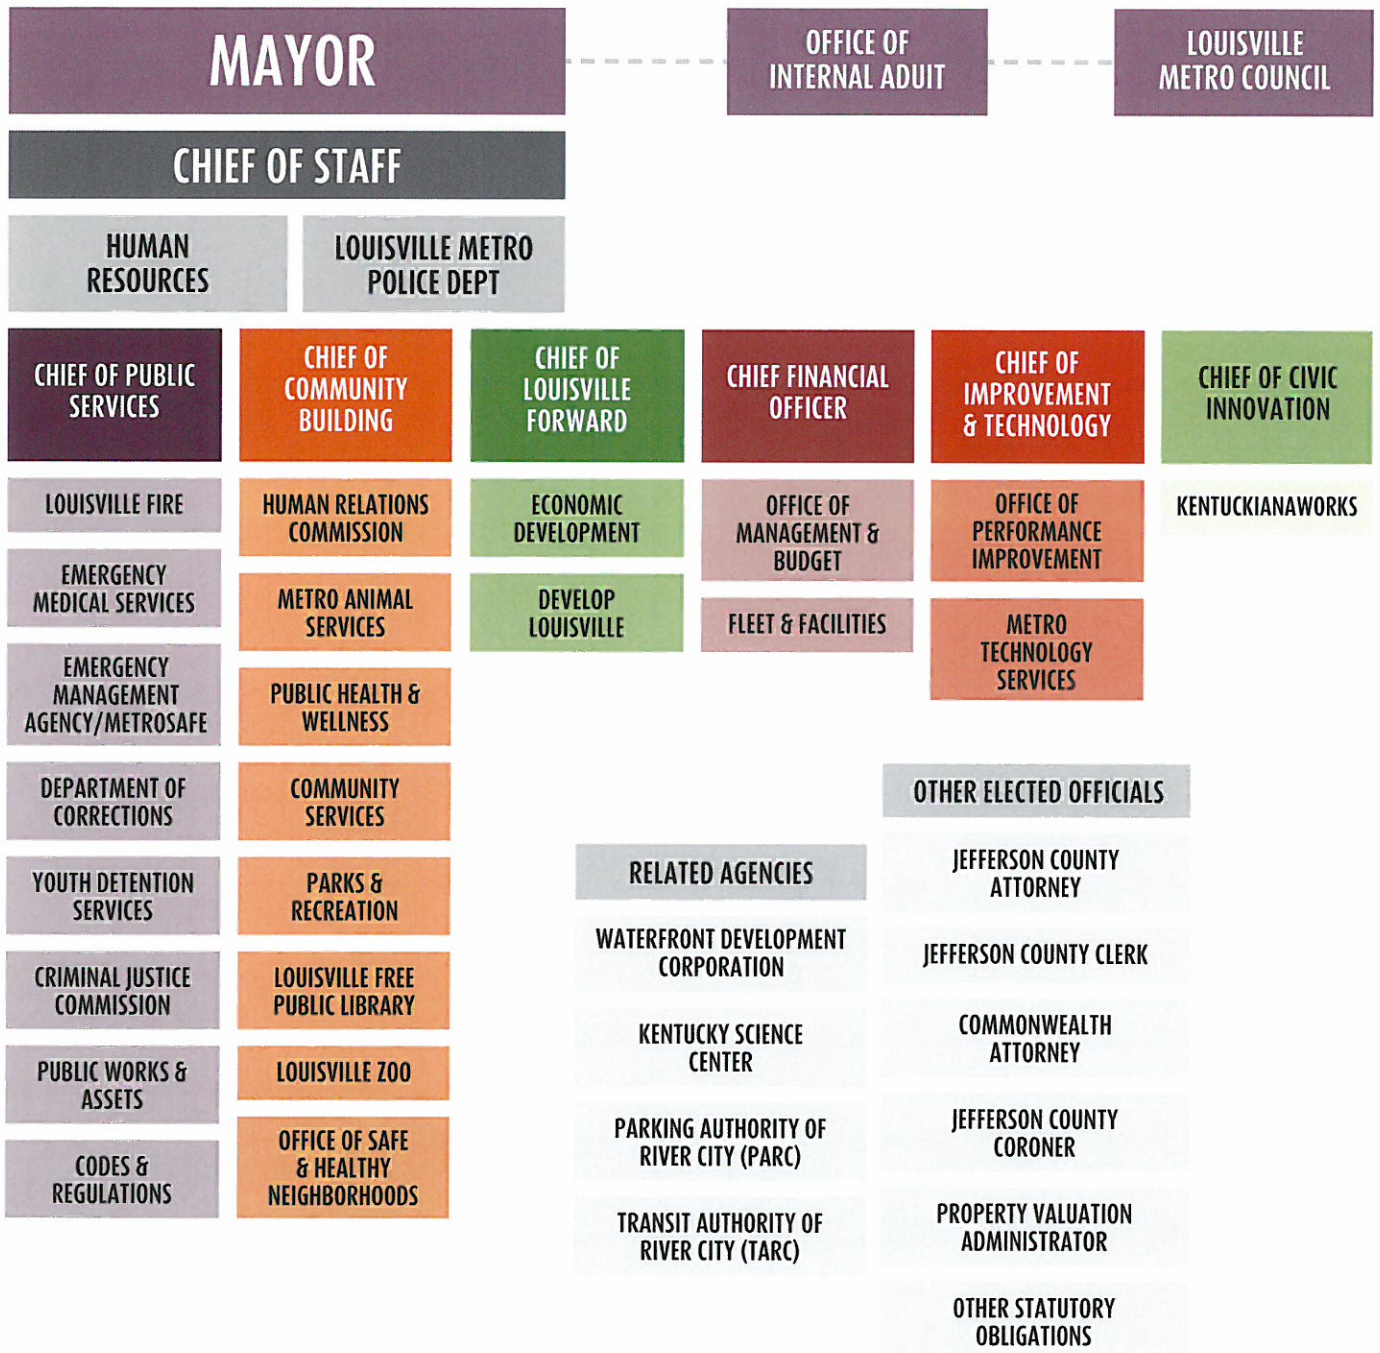 MAYOR
OFFICE OF
INTERNAL ADUIT
LOUISVILLE
METRO COUNCIL
CHIEF OF STAFF
HUMAN
RESOURCES
LOUISVILLE METRO
POLICE DEPT
CHIEF OF PUBLIC
SERVICES
LOUISVILLE FIRE
EMERGENCY
MEDICAL SERVICES
EMERGENCY
MANAGEMENT
AGENCY/METROSAFE
DEPARTMENT OF
CORRECTIONS
YOUTH DETENTION
SERVICES
CRIMINAL JUSTICE
COMMISSION
PUBLIC WORKS &
ASSETS
CODES &
REGULATIONS
CHIEF OF
COMMUNITY
BUILDING
HUMAN RELATIONS
COMMISSION
METRO ANIMAL
SERVICES
PUBLIC HEALTH &
WELLNESS
COMMUNITY
SERVICES
PARKS &
RECREATION
LOUISVILLE FREE
PUBLIC LIBRARY
LOUISVILLE ZOO
OFFICE OF SAFE
& HEALTHY
NEIGHBORHOODS
CHIEF OF
LOUISVILLE
FORWARD
ECONOMIC
DEVELOPMENT
DEVELOP
LOUISVILLE
CHIEF FINANCIAL
OFFICER
OFFICE OF
MANAGEMENT &
BUDGET
FLEET & FACILITIES
CHIEF OF
IMPROVEMENT
& TECHNOLOGY
OFFICE OF
PERFORMANCE
IMPROVEMENT
METRO
TECHNOLOGY
SERVICES
CHIEF OF CIVIC
INNOVATION
KENTUCKIANAWORKS
RELATED AGENCIES
WATERFRONT DEVELOPMENT
CORPORATION
KENTUCKY SCIENCE
CENTER
PARKING AUTHORITY OF
RIVER CITY (PARC)
TRANSIT AUTHORITY OF
RIVER CITY (TARC)
OTHER ELECTED OFFICIALS
JEFFERSON COUNTY
ATTORNEY
JEFFERSON COUNTY CLERK
COMMONWEALTH
ATTORNEY
JEFFERSON COUNTY
CORONER
PROPERTY VALUATION
ADMINISTRATOR
OTHER STATUTORY
OBLIGATIONS